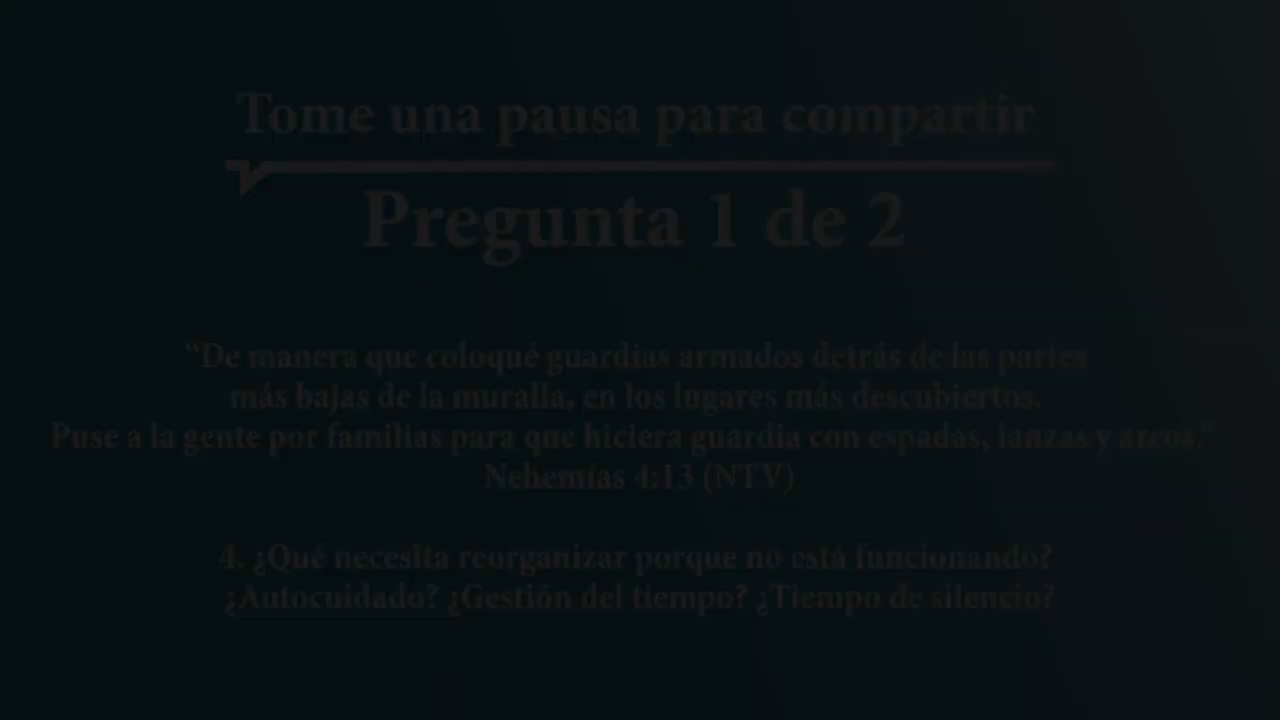 Tome una pausa para compartir
Pregunta 1 de 2
“De manera que coloqué guardias armados detrás de las partes
más bajas de la muralla, en los lugares más descubiertos.
Puse a la gente por familias para que hiciera guardia con espadas, lanzas y arcos.”
Nehemías 4:13 (NTV)
4. ¿Qué necesita reorganizar porque no está funcionando?
¿Autocuidado? ¿Gestión del tiempo? ¿Tiempo de silencio?